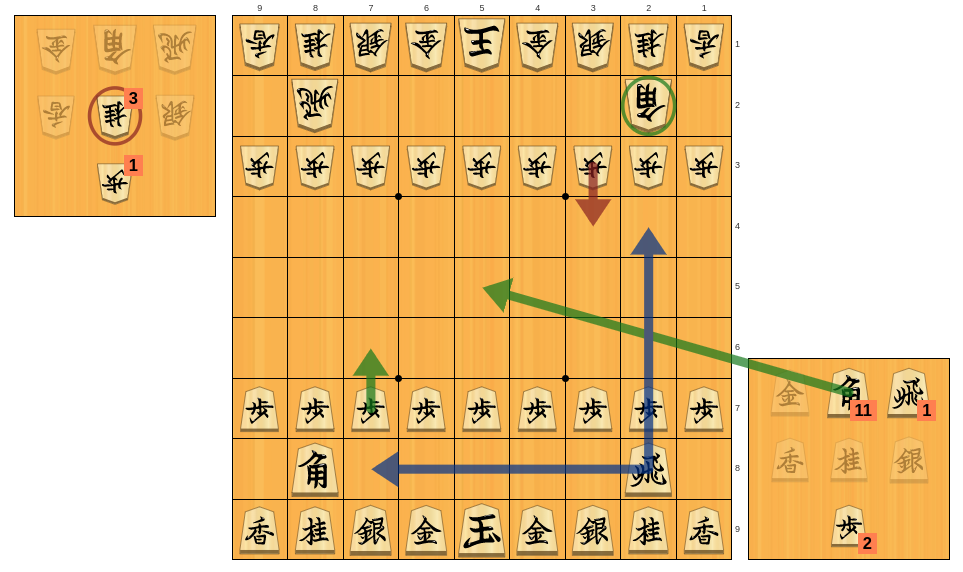 9 8 7 6 5 4 3 2 1
金 角 飛
香 桂 3 銀
歩 1
香 桂 銀 金 王 金 銀 桂 香 1
飛 角 2
歩 歩 歩 歩 歩 歩 歩 歩 歩 3
4
5
6
歩 歩 歩 歩 歩 歩 歩 歩 歩 7
角 飛 8
香 桂 銀 金 玉 金 銀 桂 香 9
金 角 11 飛 1
香 桂 銀
歩 2